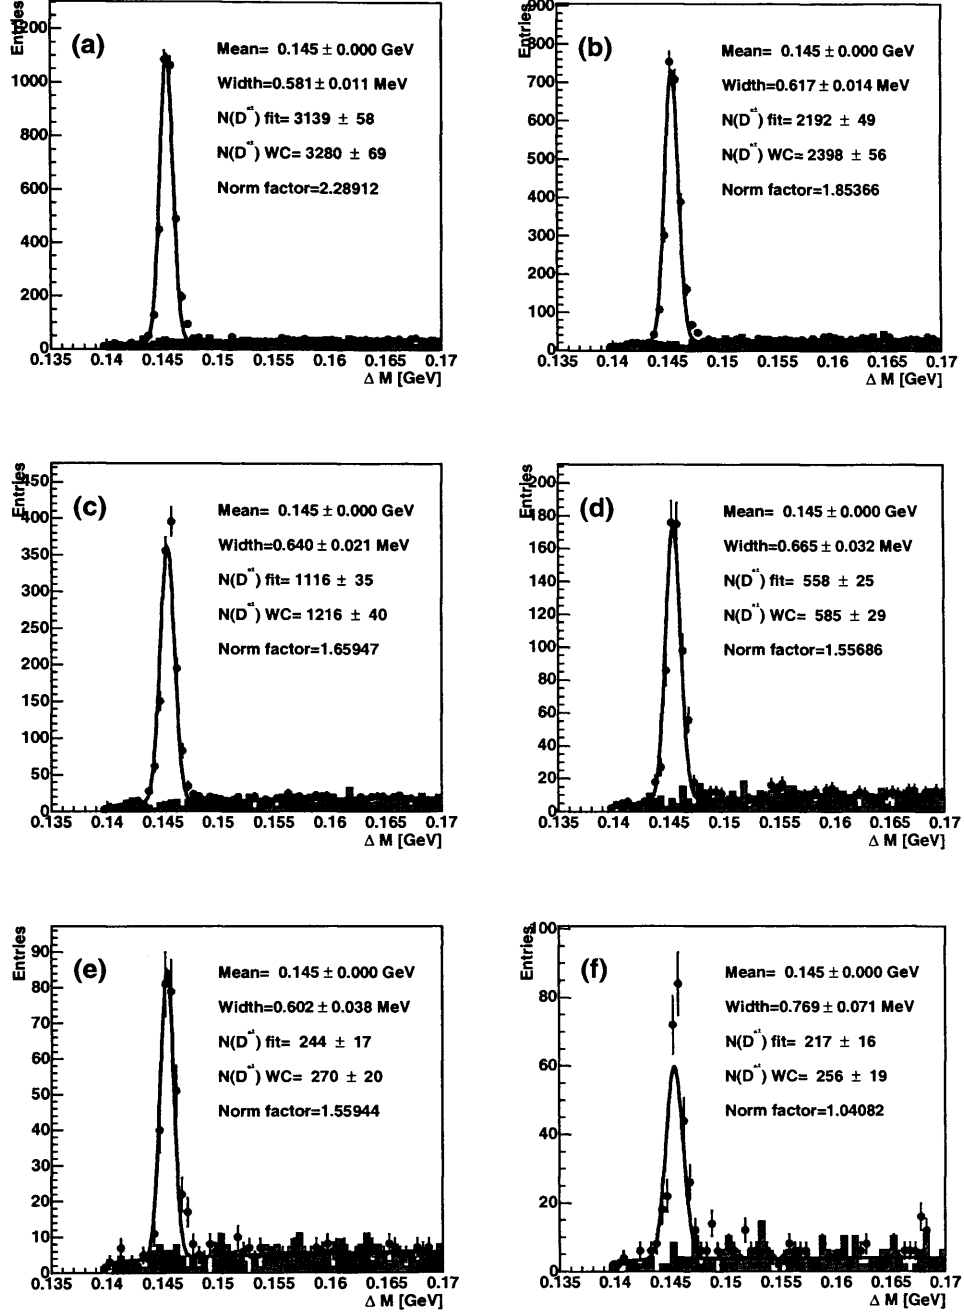 Entries
1200
1000
800
600
400
200
0
(a)
Mean= 0.145 ± 0.000 GeV
Width=0.581 ± 0.011 MeV
N(D*±) fit= 3139 ± 58
N(D*±) WC= 3280 ± 69
Norm factor=2.28912
0.135 0.14 0.145 0.15 0.155 0.16 0.165 0.17
Δ M [GeV]
Entries
900
800
700
600
500
400
300
200
100
0
(b)
Mean= 0.145 ± 0.000 GeV
Width=0.617 ± 0.014 MeV
N(D*±) fit= 2192 ± 49
N(D*±) WC= 2398 ± 56
Norm factor=1.85366
0.135 0.14 0.145 0.15 0.155 0.16 0.165 0.17
Δ M [GeV]
Entries
450
400
350
300
250
200
150
100
50
0
(c)
Mean= 0.145 ± 0.000 GeV
Width=0.640 ± 0.021 MeV
N(D*±) fit= 1116 ± 35
N(D*±) WC= 1216 ± 40
Norm factor=1.65947
0.135 0.14 0.145 0.15 0.155 0.16 0.165 0.17
Δ M [GeV]
Entries
200
180
160
140
120
100
80
60
40
20
0
(d)
Mean= 0.145 ± 0.000 GeV
Width=0.665 ± 0.032 MeV
N(D*±) fit= 558 ± 25
N(D*±) WC= 585 ± 29
Norm factor=1.55686
0.135 0.14 0.145 0.15 0.155 0.16 0.165 0.17
Δ M [GeV]
Entries
90
80
70
60
50
40
30
20
10
0
(e)
Mean= 0.145 ± 0.000 GeV
Width=0.602 ± 0.038 MeV
N(D*±) fit= 244 ± 17
N(D*±) WC= 270 ± 20
Norm factor=1.55944
0.135 0.14 0.145 0.15 0.155 0.16 0.165 0.17
Δ M [GeV]
Entries
100
80
60
40
20
0
(f)
Mean= 0.145 ± 0.000 GeV
Width=0.769 ± 0.071 MeV
N(D*±) fit= 217 ± 16
N(D*±) WC= 256 ± 19
Norm factor=1.04082
0.135 0.14 0.145 0.15 0.155 0.16 0.165 0.17
Δ M [GeV]